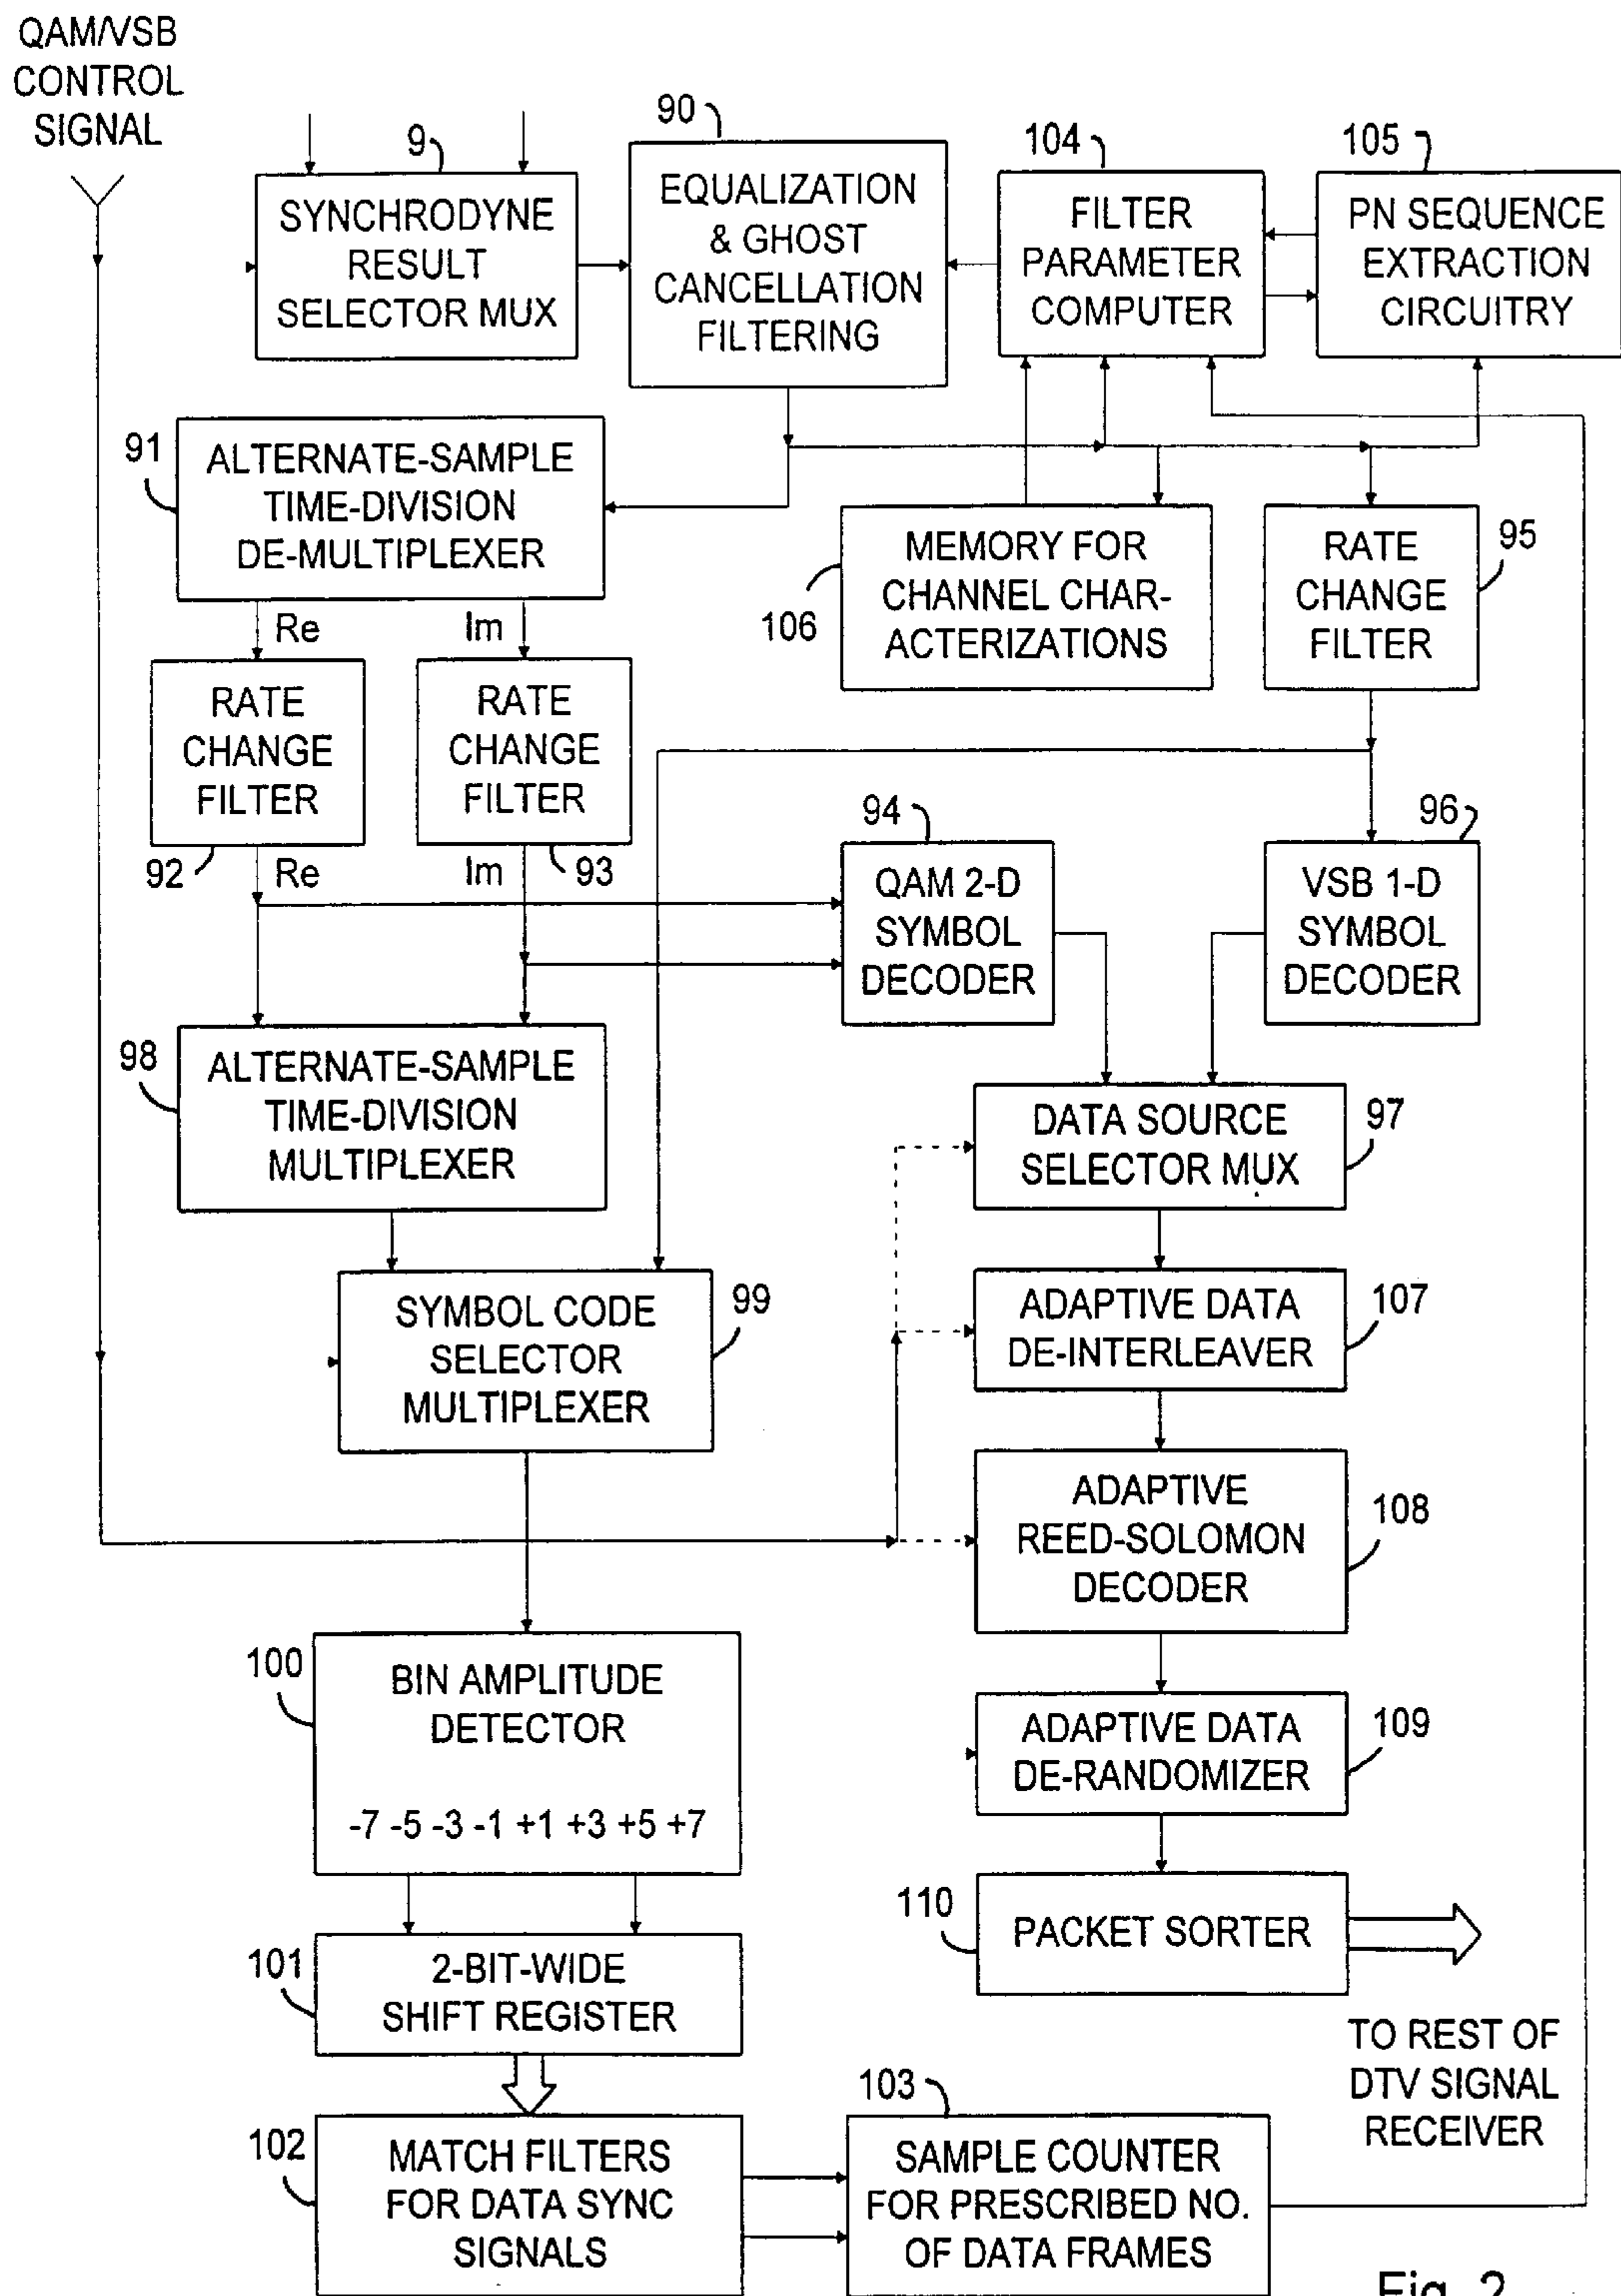 QAM/VSB
CONTROL
SIGNAL
9
SYNCHRODYNE
RESULT
SELECTOR MUX
90
EQUALIZATION
& GHOST
CANCELLATION
FILTERING
104
FILTER
PARAMETER
COMPUTER
105
PN SEQUENCE
EXTRACTION
CIRCUITRY
91
ALTERNATE-SAMPLE
TIME-DIVISION
DE-MULTIPLEXER
106
MEMORY FOR
CHANNEL CHAR-
ACTERIZATIONS
95
RATE
CHANGE
FILTER
Re
Im
RATE
CHANGE
FILTER
92
RATE
CHANGE
FILTER
93
Re
Im
94
QAM 2-D
SYMBOL
DECODER
96
VSB 1-D
SYMBOL
DECODER
98
ALTERNATE-SAMPLE
TIME-DIVISION
MULTIPLEXER
DATA SOURCE
SELECTOR MUX
97
SYMBOL CODE
SELECTOR
MULTIPLEXER
99
ADAPTIVE DATA
DE-INTERLEAVER
107
ADAPTIVE
REED-SOLOMON
DECODER
108
100
BIN AMPLITUDE
DETECTOR
-7 -5 -3 -1 +1 +3 +5 +7
ADAPTIVE DATA
DE-RANDOMIZER
109
110
PACKET SORTER
101
2-BIT-WIDE
SHIFT REGISTER
TO REST OF
DTV SIGNAL
RECEIVER
102
MATCH FILTERS
FOR DATA SYNC
SIGNALS
103
SAMPLE COUNTER
FOR PRESCRIBED NO.
OF DATA FRAMES
Fig. 2